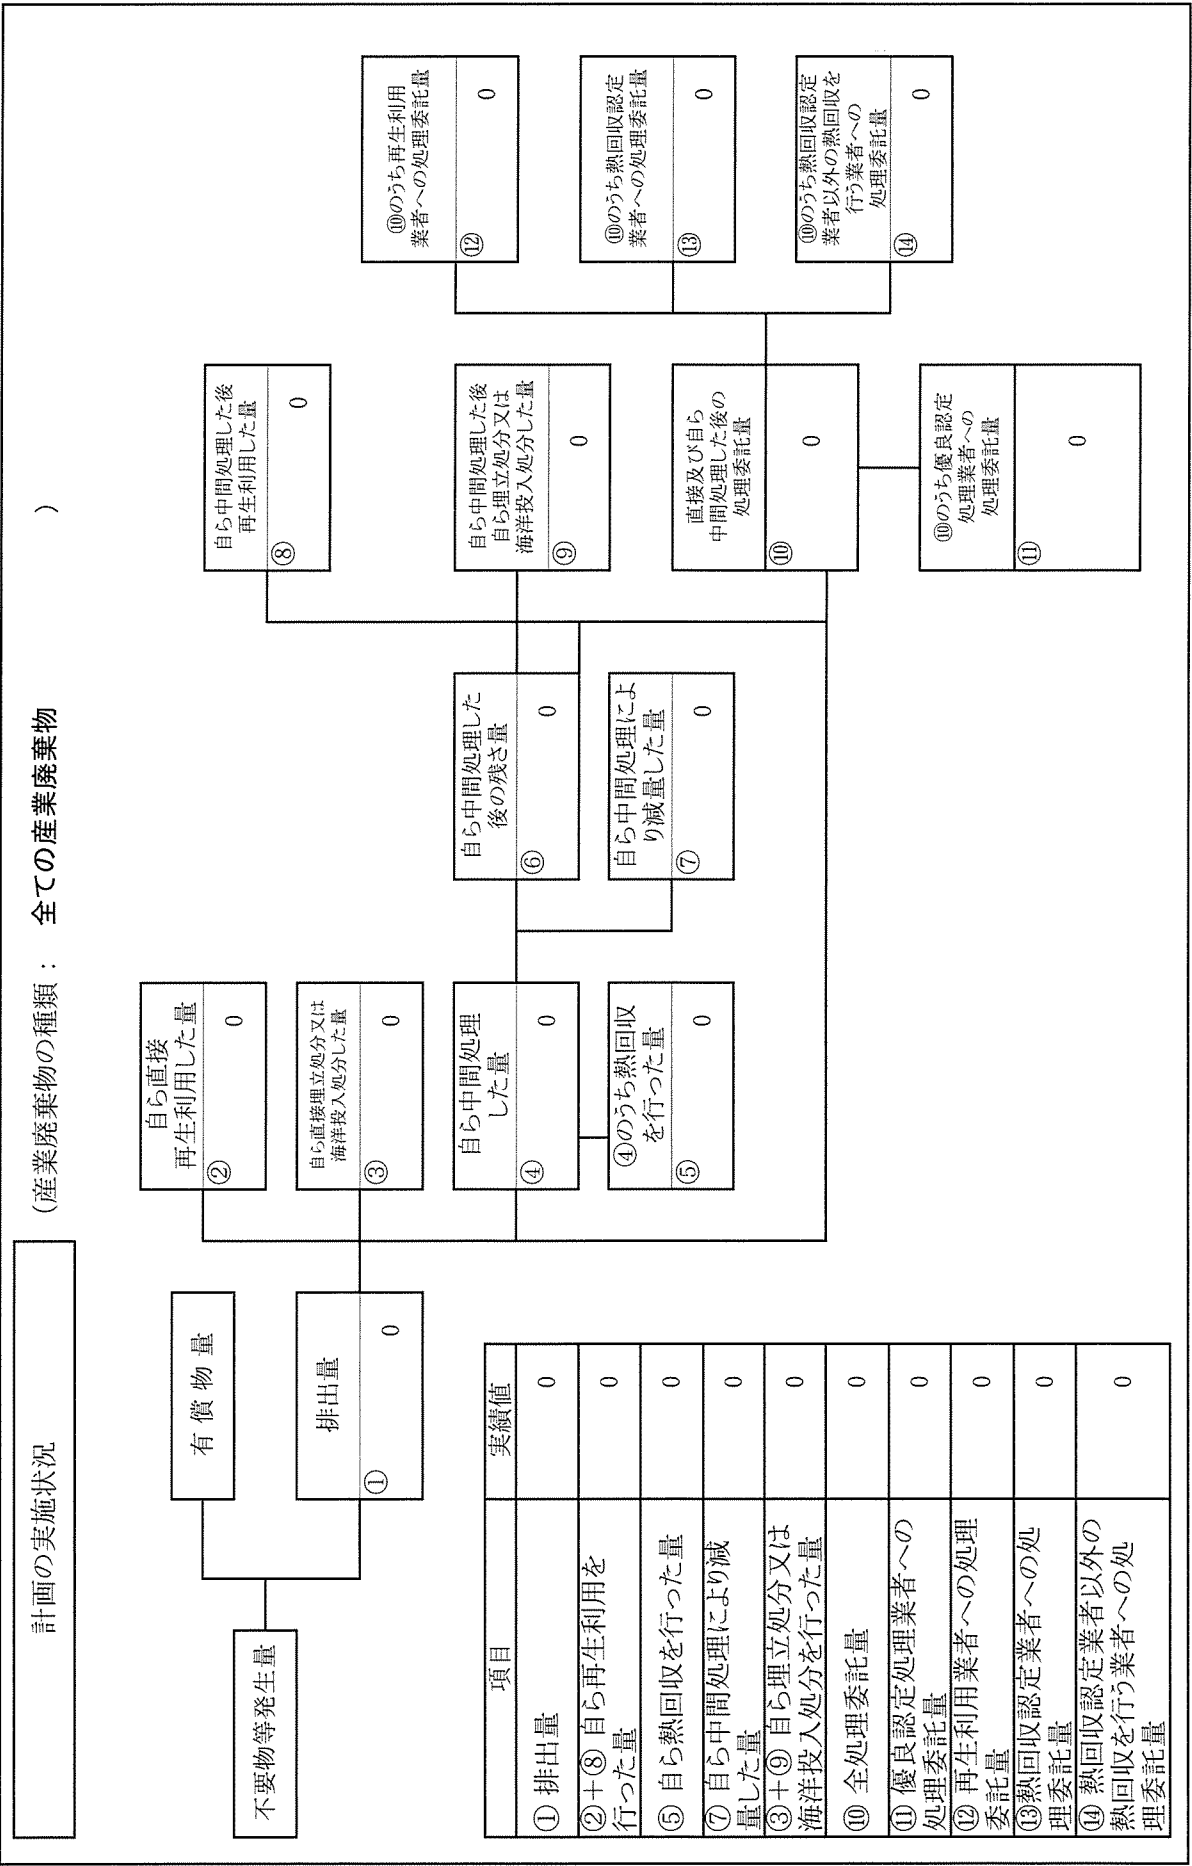 計画の実施状況
（産業廃棄物の種類： 全ての産業廃棄物 ）
不要物等発生量
有 償 物 量
排出量
① 0
自ら直接
再生利用した量
② 0
自ら直接埋立処分又は
海洋投入処分した量
③ 0
自ら中間処理
した量
④ 0
④のうち熱回収
を行った量
⑤ 0
自ら中間処理した
後の残さ量
⑥ 0
自ら中間処理によ
り減量した量
⑦ 0
自ら中間処理した後
再生利用した量
⑧ 0
自ら中間処理した後
自ら埋立処分又は
海洋投入処分した量
⑨ 0
直接及び自ら
中間処理した後の
処理委託量
⑩ 0
⑩のうち優良認定
処理業者への
処理委託量
⑪ 0
⑩のうち再生利用
業者への処理委託量
⑫ 0
⑩のうち熱回収認定
業者への処理委託量
⑬ 0
⑩のうち熱回収認定
業者以外の熱回収を
行う業者への
処理委託量
⑭ 0
項目 実績値
① 排出量 0
②＋⑧ 自ら再生利用を
行った量 0
⑤ 自ら熱回収を行った量 0
⑦ 自ら中間処理により減
量した量 0
③＋⑨ 自ら埋立処分又は
海洋投入処分を行った量 0
⑩ 全処理委託量 0
⑪ 優良認定処理業者への
処理委託量 0
⑫ 再生利用業者への処理
委託量 0
⑬熱回収認定業者への処
理委託量 0
⑭ 熱回収認定業者以外の
熱回収を行う業者への処
理委託量 0